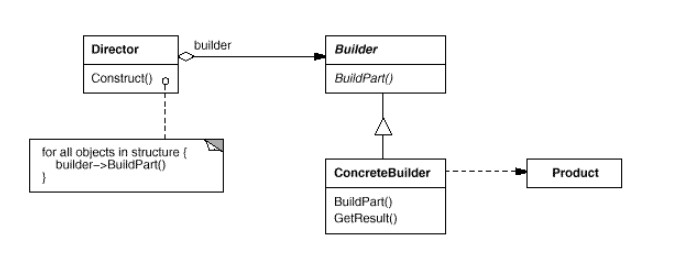 Director
builder
Builder
Construct()
BuildPart()
for all objects in structure {
builder->BuildPart()
}
ConcreteBuilder
Product
BuildPart()
GetResult()